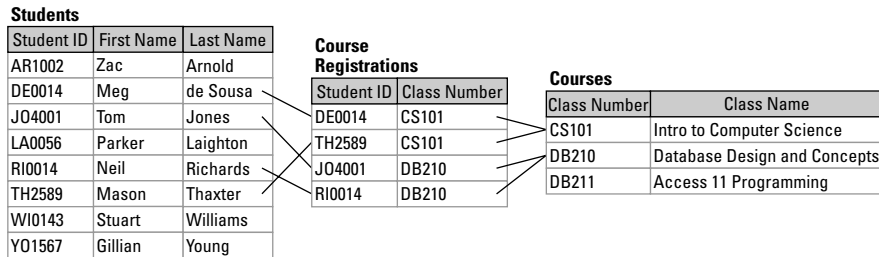 Students
Student ID First Name Last Name
AR1002 Zac Arnold
DE0014 Meg de Sousa
JO4001 Tom Jones
LA0056 Parker Laighton
RI0014 Neil Richards
TH2589 Mason Thaxter
WI0143 Stuart Williams
YO1567 Gillian Young
Course
Registrations
Student ID Class Number
DE0014 CS101
TH2589 CS101
JO4001 DB210
RI0014 DB210
Courses
Class Number Class Name
CS101 Intro to Computer Science
DB210 Database Design and Concepts
DB211 Access 11 Programming